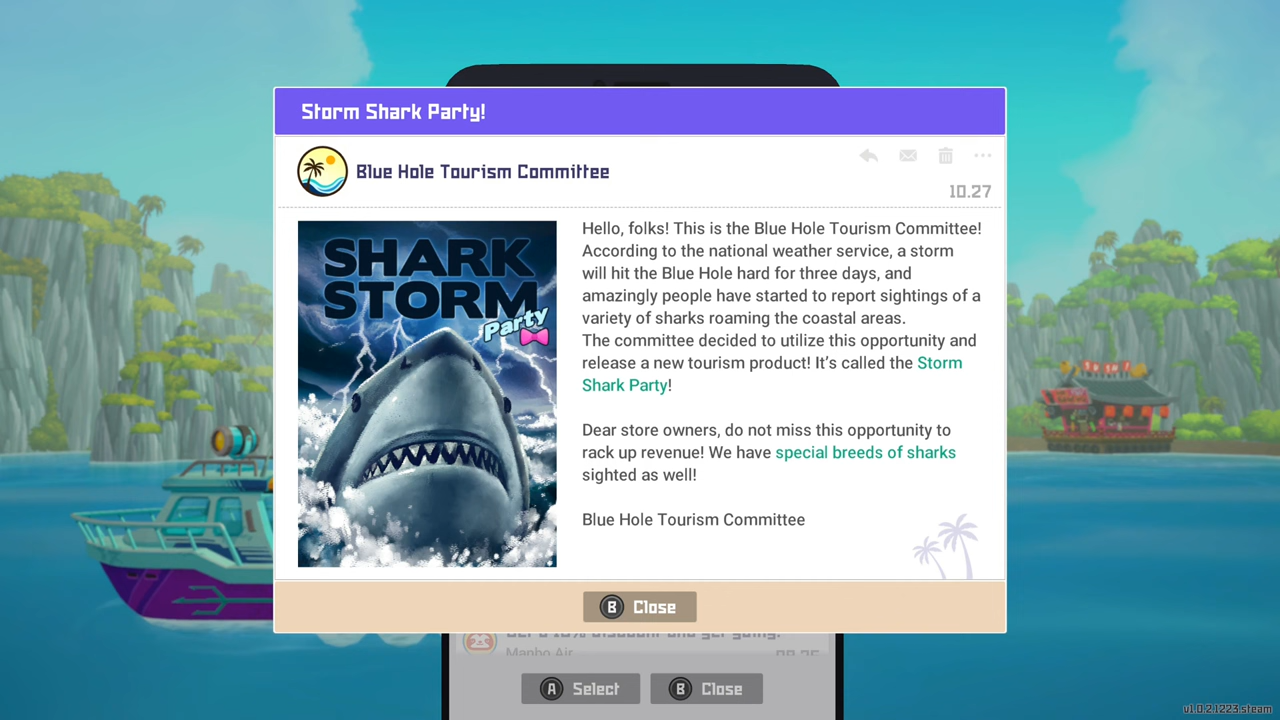 Storm Shark Party!
Blue Hole Tourism Committee
10.27
SHARK
STORM
Party
Hello, folks! This is the Blue Hole Tourism Committee!
According to the national weather service, a storm
will hit the Blue Hole hard for three days, and
amazingly people have started to report sightings of a
variety of sharks roaming the coastal areas.
The committee decided to utilize this opportunity and
release a new tourism product! It’s called the Storm
Shark Party!
Dear store owners, do not miss this opportunity to
rack up revenue! We have special breeds of sharks
sighted as well!
Blue Hole Tourism Committee
B Close
Manbo Air
A Select
B Close
v1.0.2.1223.steam